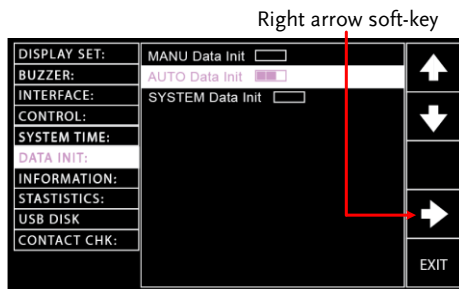 Right arrow soft-key
DISPLAY SET:
BUZZER:
INTERFACE:
CONTROL:
SYSTEM TIME:
DATA INIT:
INFORMATION:
STASTISTICS:
USB DISK
CONTACT CHK:
MANU Data Init
AUTO Data Init
SYSTEM Data Init
EXIT